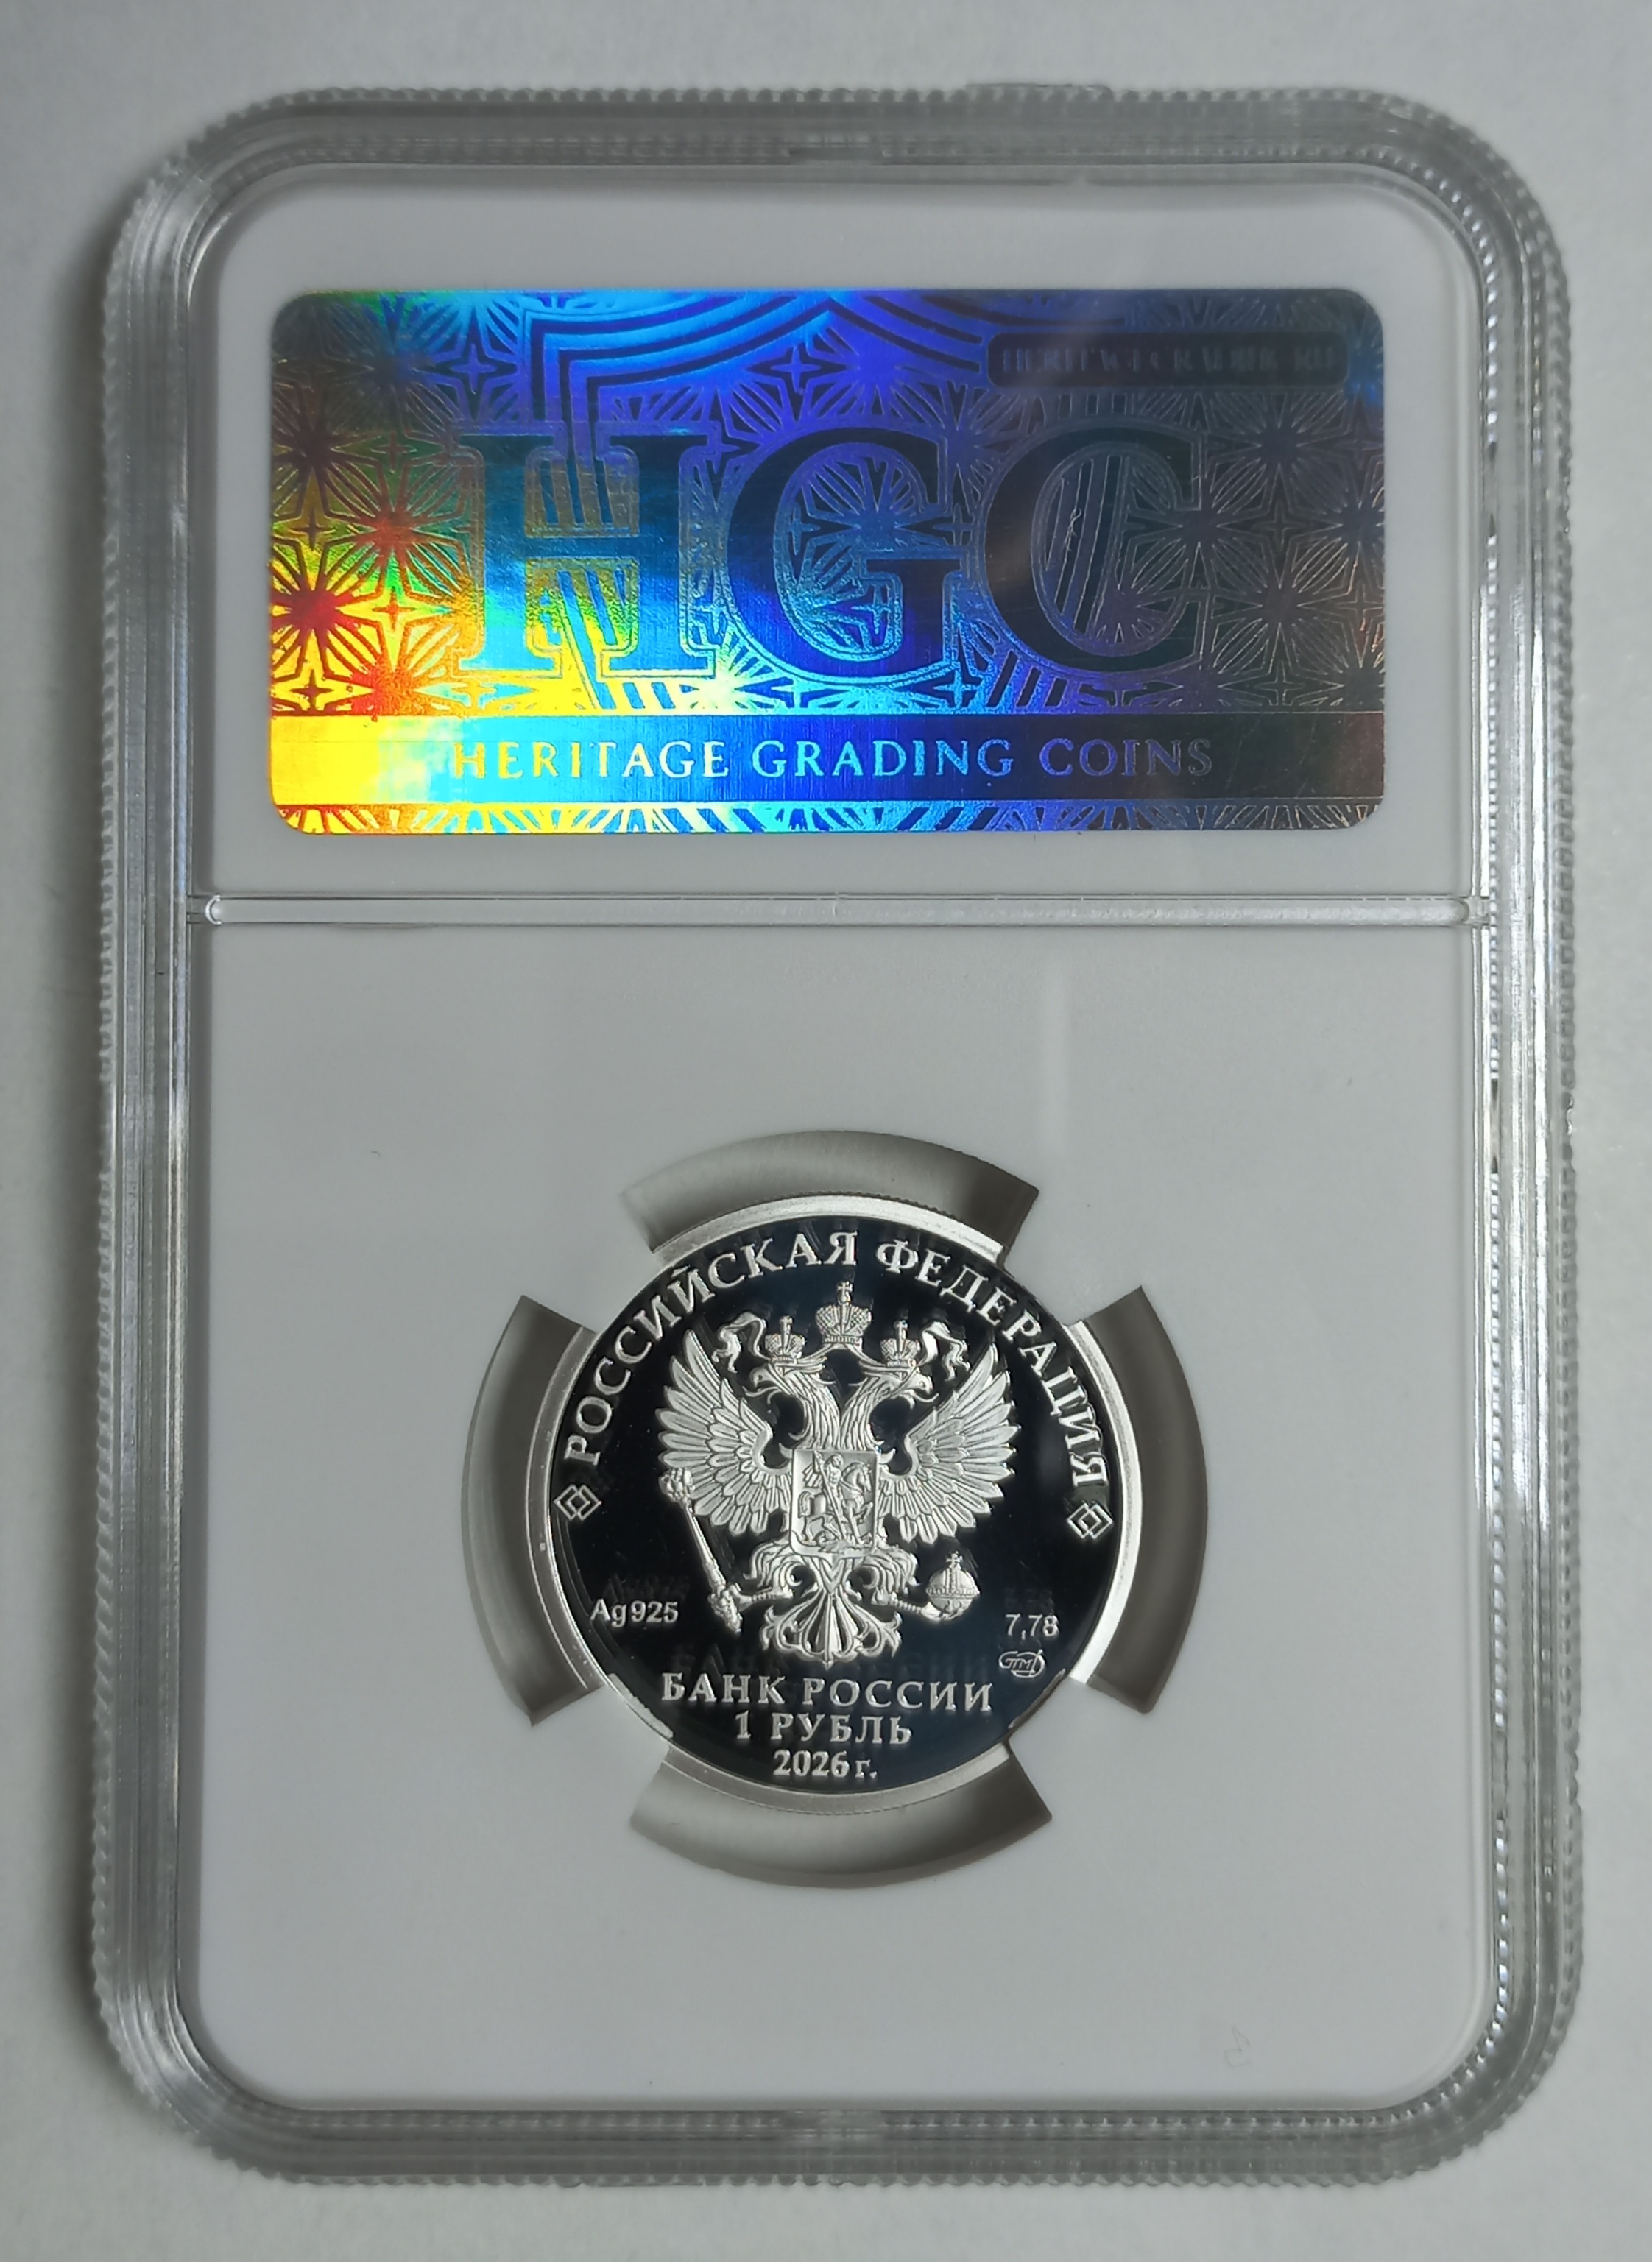 HGC
HERITAGE GRADING COINS
РОССИЙСКАЯ ФЕДЕРАЦИЯ
Ag925
7,78
БАНК РОССИИ
1 РУБЛЬ
2026 г.